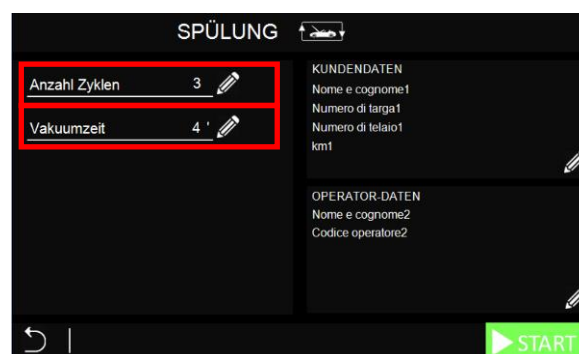 SPÜLUNG
Anzahl Zyklen 3
Vakuumzeit 4 '
KUNDENDATEN
Nome e cognome1
Numero di targa1
Numero di telaio1
km1
OPERATOR-DATEN
Nome e cognome2
Codice operatore2
START